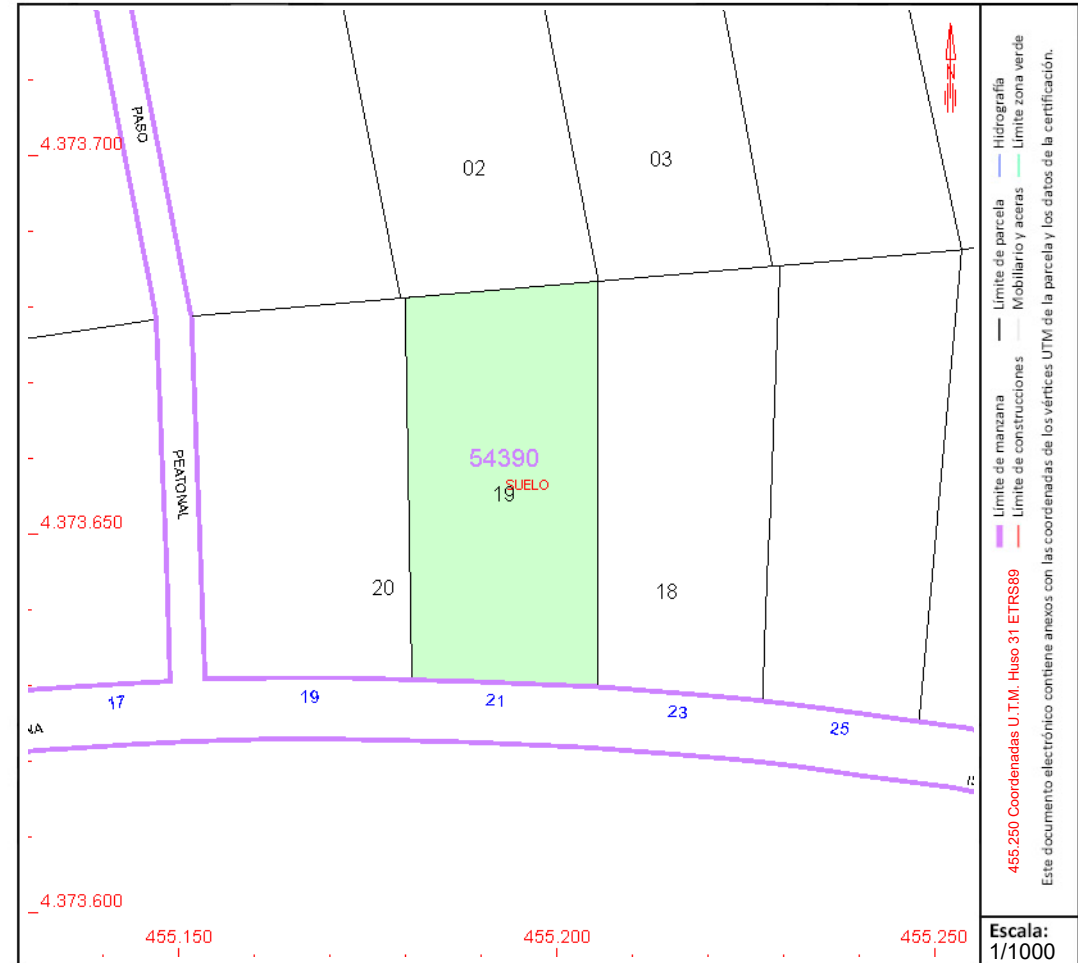 PASO
4.373.700
02
03
54390
SUELO
19
4.373.650
PEATONAL
20
18
17
19
21
23
25
4.373.600
455.150
455.200
455.250
N
Límite de manzana
Límite de parcela
Hidrografía
Límite de construcciones
Mobiliario y aceras
Límite zona verde
455.250 Coordenadas U.T.M. Huso 31 ETRS89
Este documento electrónico contiene anexos con las coordenadas de los vértices UTM de la parcela y los datos de la certificación.
Escala:
1/1000